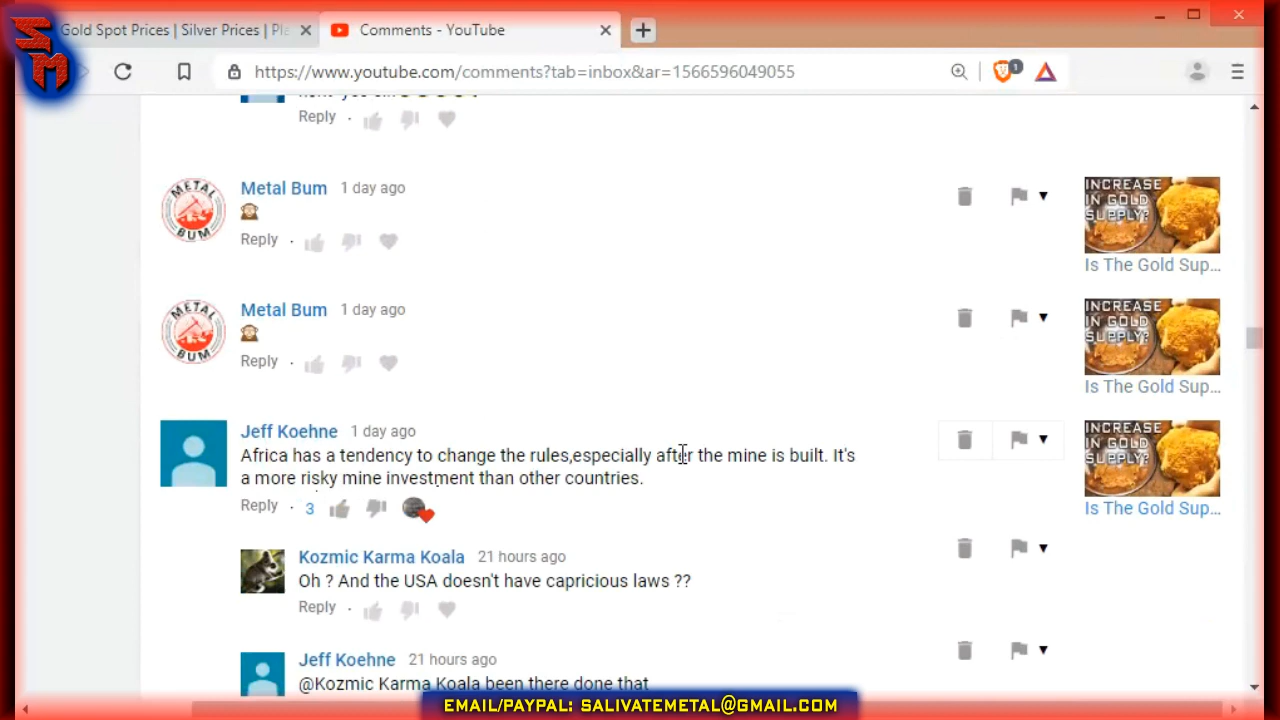 SM
Gold Spot Prices | Silver Prices | Pl
Comments - YouTube
https://www.youtube.com/comments?tab=inbox&ar=1566596049055
1
Reply ·
METAL BUM
Metal Bum 1 day ago
🙊
Reply ·
INCREASE
IN GOLD
SUPPLY?
Is The Gold Sup...
METAL BUM
Metal Bum 1 day ago
🙊
Reply ·
INCREASE
IN GOLD
SUPPLY?
Is The Gold Sup...
Jeff Koehne 1 day ago
Africa has a tendency to change the rules,especially after the mine is built. It's
a more risky mine investment than other countries.
Reply · 3
INCREASE
IN GOLD
SUPPLY?
Is The Gold Sup...
Kozmic Karma Koala 21 hours ago
Oh ? And the USA doesn't have capricious laws ??
Reply ·
Jeff Koehne 21 hours ago
@Kozmic Karma Koala been there done that
EMAIL/PAYPAL: SALIVATEMETAL@GMAIL.COM